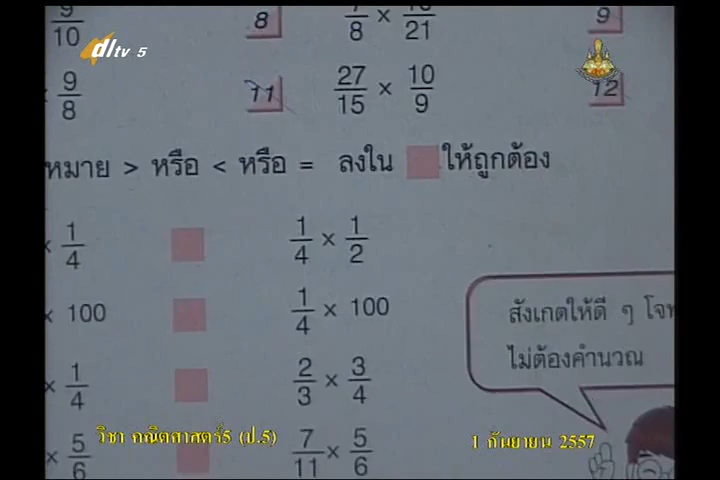 9/10 8 7/8 × 10/21 9
dltv 5
× 9/8 11 27/15 × 10/9 12
หมาย > หรือ < หรือ = ลงใน ให้ถูกต้อง
× 1/4 1/4 × 1/2
× 100 1/4 × 100
สังเกตให้ดี ๆ โจท
ไม่ต้องคำนวณ
× 1/4 2/3 × 3/4
× 5/6 7/11 × 5/6
วิชา คณิตศาสตร์5 (ป.5)
1 กันยายน 2557